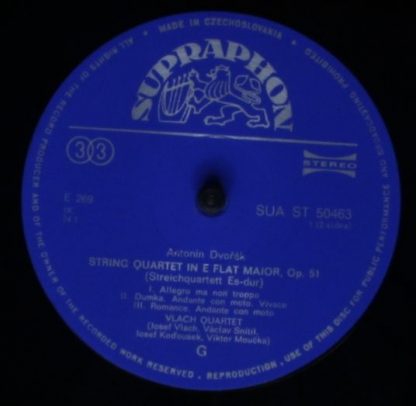 • MADE IN CZECHOSLOVAKIA •
ALL RIGHTS OF THE RECORD PRODUCER AND OF THE OWNER OF THE RECORDED WORK RESERVED. REPRODUCTION, USE OF THIS DISC FOR PUBLIC PERFORMANCE AND BROADCASTING PROHIBITED
SUPRAPHON
33
STEREO
E 269
SUA ST 50463
Antonín Dvořák
STRING QUARTET IN E FLAT MAJOR, Op. 51
(Streichquartett Es-dur)
I. Allegro ma non troppo
II. Dumka. Andante con moto. Vivace
III. Romance. Andante con moto
VLACH QUARTET
(Josef Vlach, Václav Snítil,
Josef Koďousek, Viktor Moučka)
G